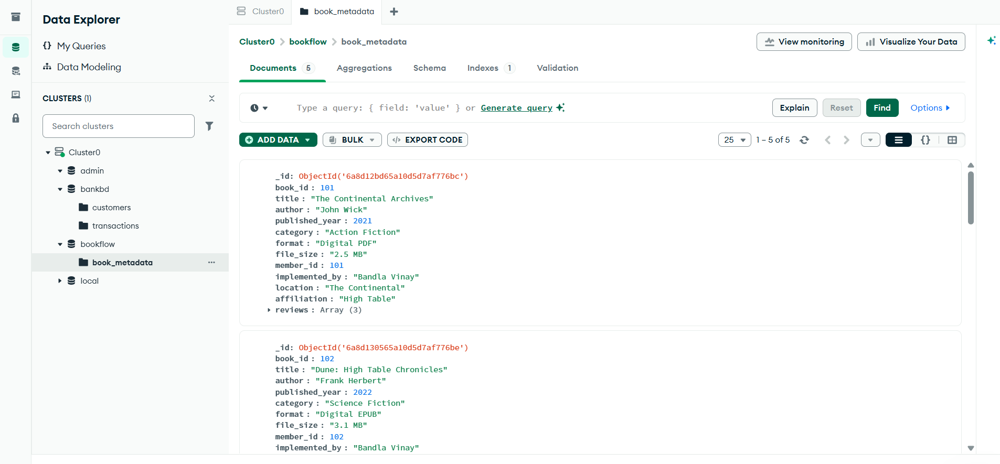 Data Explorer
My Queries
Data Modeling
CLUSTERS (1)
Search clusters
Cluster0
admin
bankbd
customers
transactions
bookflow
book_metadata
local
Cluster0
book_metadata
Cluster0 bookflow book_metadata
View monitoring
Visualize Your Data
Documents 5 Aggregations Schema Indexes 1 Validation
Type a query: { field: 'value' } or Generate query
Explain Reset Find Options
ADD DATA BULK EXPORT CODE
25 1 – 5 of 5
_id: ObjectId('6a8d12bd65a10d5d7af776bc')
book_id : 101
title : "The Continental Archives"
author : "John Wick"
published_year : 2021
category : "Action Fiction"
format : "Digital PDF"
file_size : "2.5 MB"
member_id : 101
implemented_by : "Bandla Vinay"
location : "The Continental"
affiliation : "High Table"
reviews : Array (3)
_id: ObjectId('6a8d130565a10d5d7af776be')
book_id : 102
title : "Dune: High Table Chronicles"
author : "Frank Herbert"
published_year : 2022
category : "Science Fiction"
format : "Digital EPUB"
file_size : "3.1 MB"
member_id : 102
implemented_by : "Bandla Vinay"